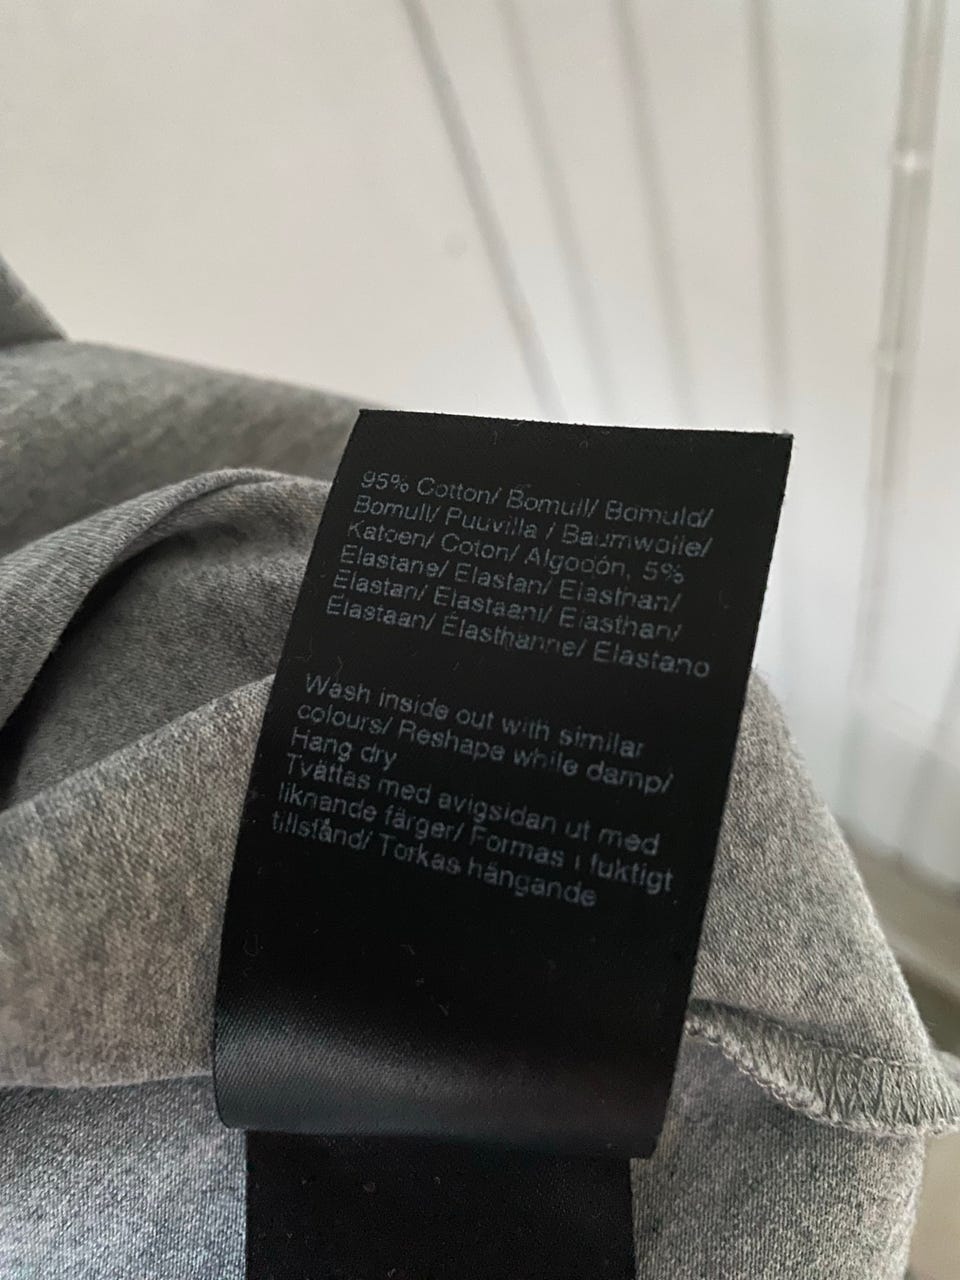 95% Cotton/ Bomull/ Bomuld/
Bomull/ Puuvilla / Baumwolle/
Katoen/ Coton/ Algodón, 5%
Elastane/ Elastan/ Elasthan/
Elastan/ Elastaani/ Elasthan/
Elastaan/ Élasthanne/ Elastano
Wash inside out with similar
colours/ Reshape while damp/
Hang dry
Tvättas med avigsidan ut med
liknande färger/ Formas i fuktigt
tillstånd/ Torkas hängande